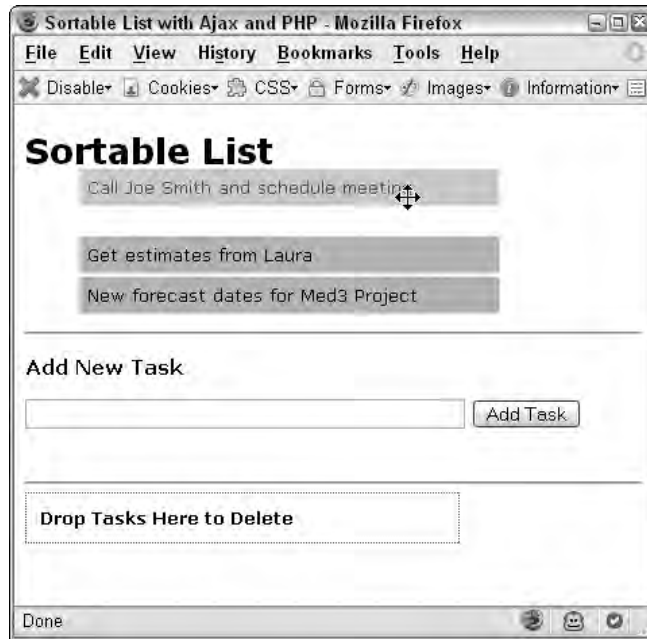 Sortable List with Ajax and PHP - Mozilla Firefox
File Edit View History Bookmarks Tools Help
Disable Cookies CSS Forms Images Information
Sortable List
Call Joe Smith and schedule meeting
Get estimates from Laura
New forecast dates for Med3 Project
Add New Task
Add Task
Drop Tasks Here to Delete
Done